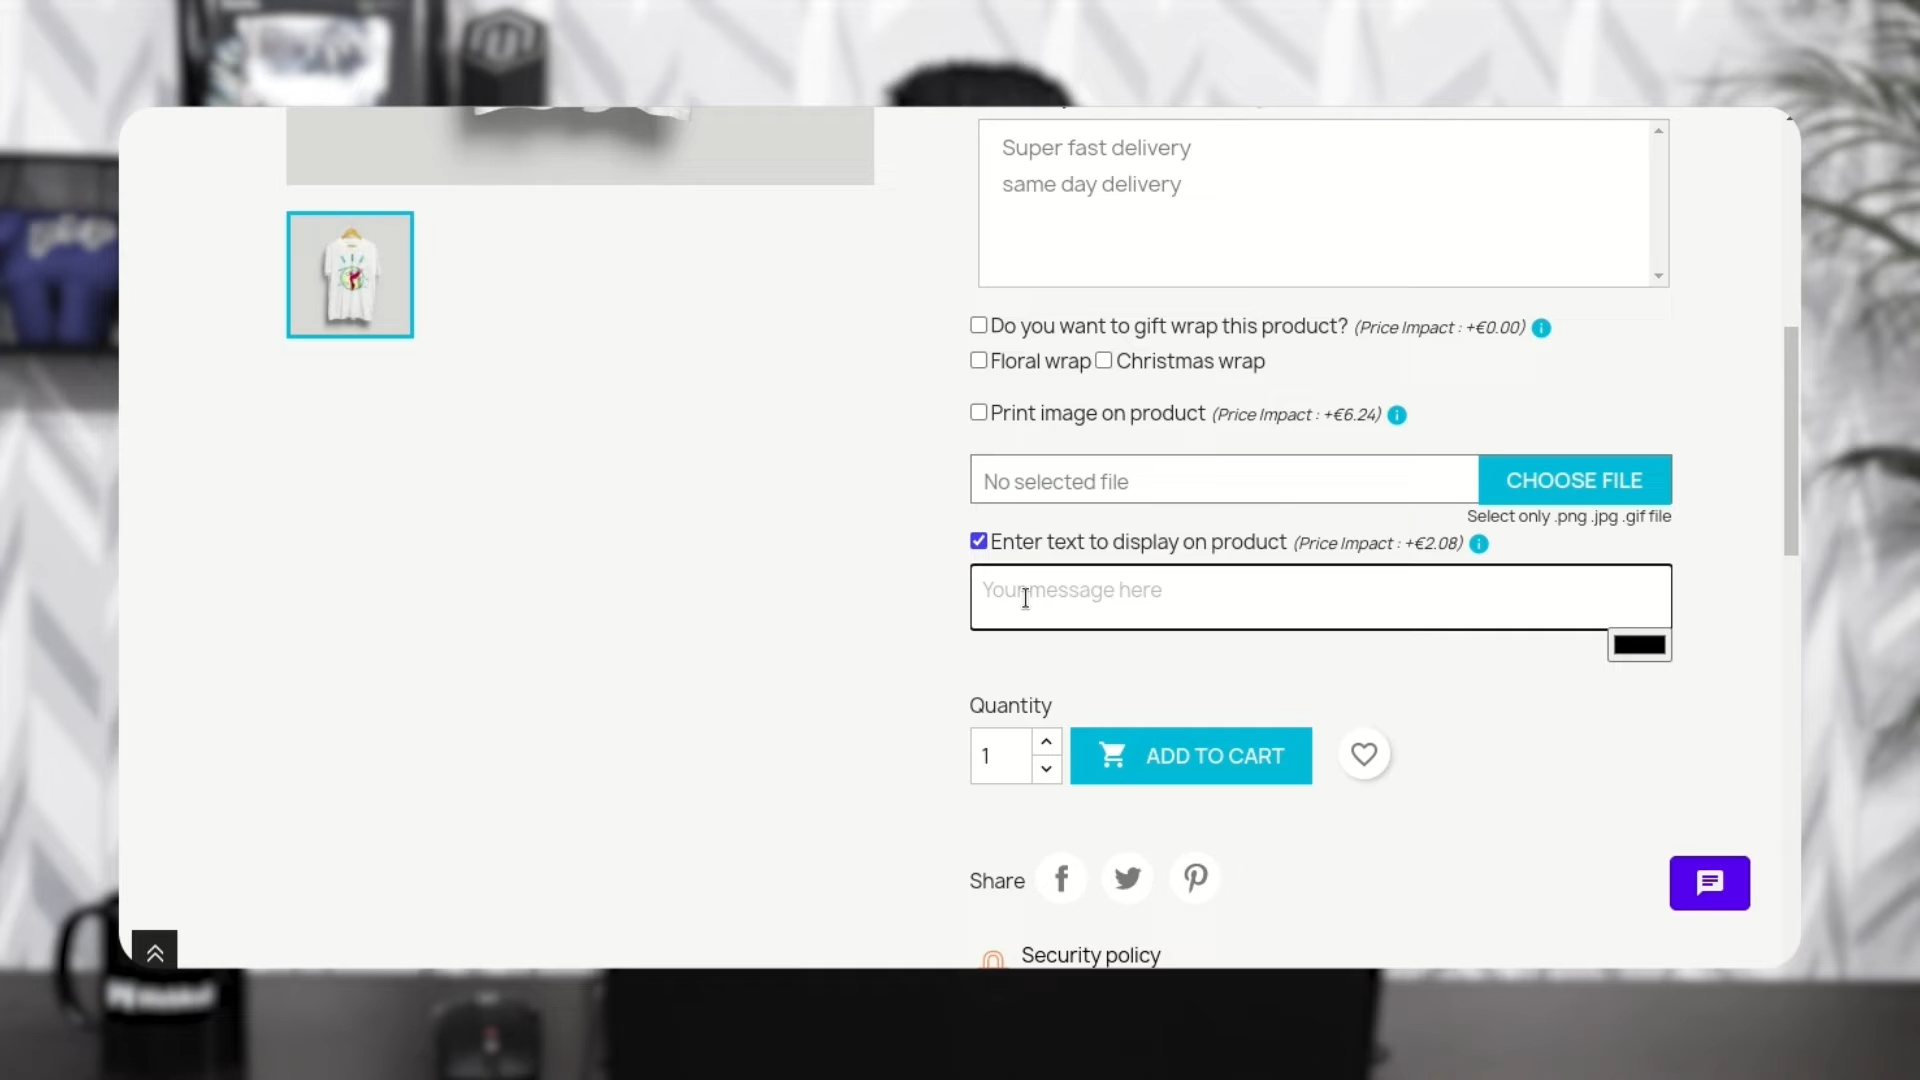 Super fast delivery
same day delivery
Do you want to gift wrap this product? (Price Impact : +€0.00)
Floral wrap Christmas wrap
Print image on product (Price Impact : +€6.24)
No selected file CHOOSE FILE
Select only .png .jpg .gif file
Enter text to display on product (Price Impact : +€2.08)
Your message here
Quantity
1 ADD TO CART
Share
Security policy